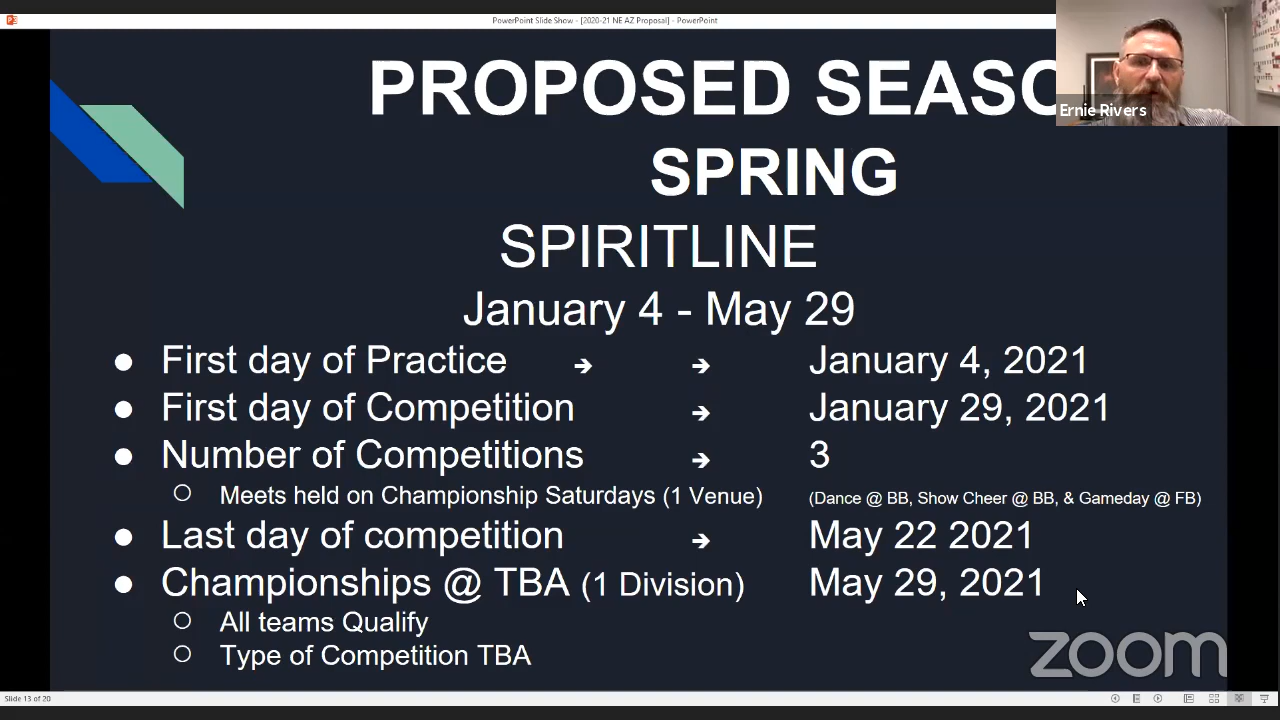 PowerPoint Slide Show - [2020-21 NE AZ Proposal] - PowerPoint
PROPOSED SEASO
Ernie Rivers
SPRING
SPIRITLINE
January 4 - May 29
● First day of Practice ➔ ➔ January 4, 2021
● First day of Competition ➔ January 29, 2021
● Number of Competitions ➔ 3
○ Meets held on Championship Saturdays (1 Venue) (Dance @ BB, Show Cheer @ BB, & Gameday @ FB)
● Last day of competition ➔ May 22 2021
● Championships @ TBA (1 Division) May 29, 2021
○ All teams Qualify
○ Type of Competition TBA
zoom
Slide 13 of 20